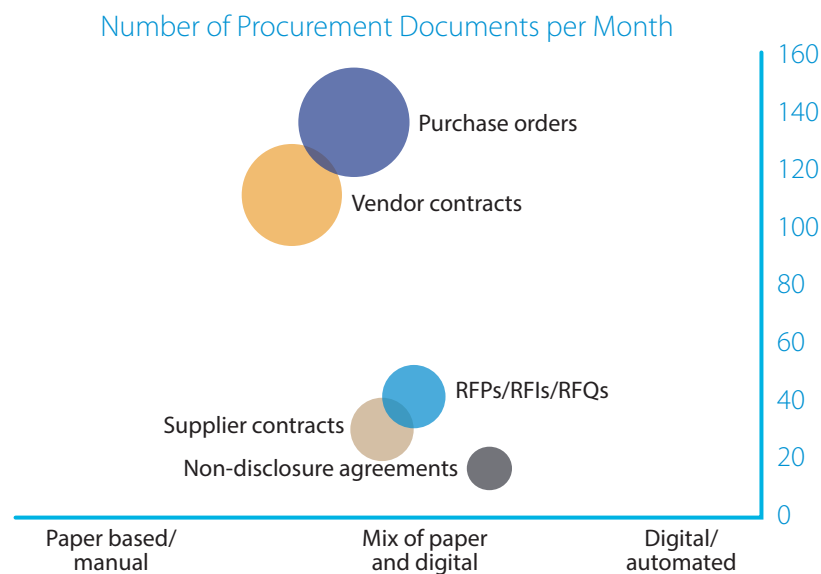 Number of Procurement Documents per Month
160
140
Purchase orders
120
Vendor contracts
100
80
60
RFPs/RFIs/RFQs
40
Supplier contracts
20
Non-disclosure agreements
0
Paper based/
manual
Mix of paper
and digital
Digital/
automated